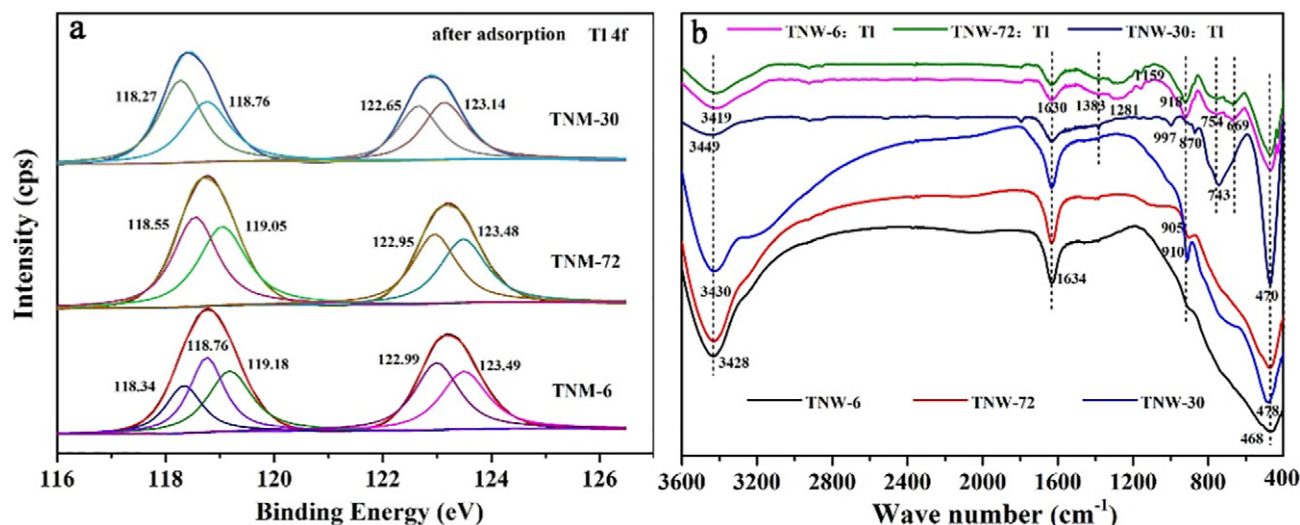 a
after adsorption Tl 4f
118.27
118.76
122.65
123.14
TNM-30
118.55
119.05
122.95
123.48
TNM-72
118.34
118.76
119.18
122.99
123.49
TNM-6
Intensity (cps)
116 118 120 122 124 126
Binding Energy (eV)
b
TNW-6: Tl TNW-72: Tl TNW-30: Tl
3419
1630
1383
1281
1159
918
754
669
3449
997
870
743
3430
905
910
470
3428
1634
478
468
TNW-6 TNW-72 TNW-30
3600 3200 2800 2400 2000 1600 1200 800 400
Wave number (cm-1)